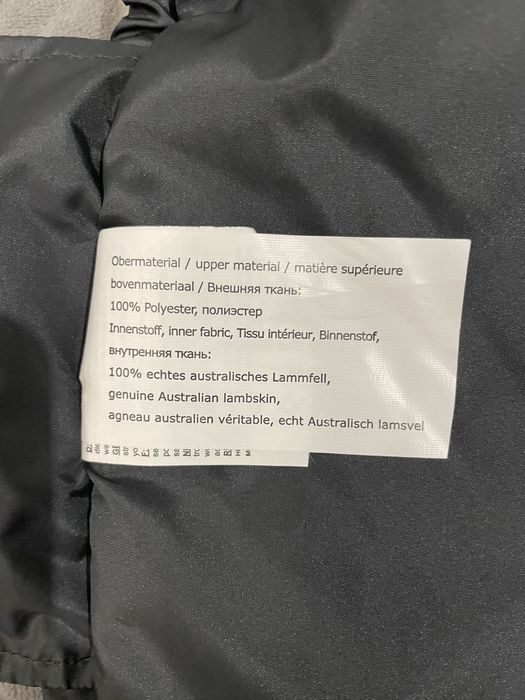 Obermaterial / upper material / matière supérieure
bovenmateriaal / Внешняя ткань:
100% Polyester, полиэстер
Innenstoff, inner fabric, Tissu intérieur, Binnenstof,
внутренняя ткань:
100% echtes australisches Lammfell,
genuine Australian lambskin,
agneau australien véritable, echt Australisch lamsvel